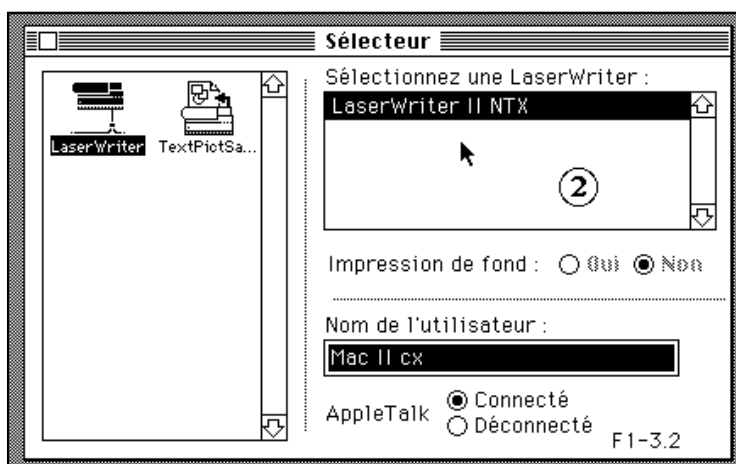 Sélecteur
LaserWriter
TextPictSa...
Sélectionnez une LaserWriter :
LaserWriter II NTX
2
Impression de fond : Oui Non
Nom de l'utilisateur :
Mac II cx
AppleTalk
Connecté
Déconnecté
F1-3.2